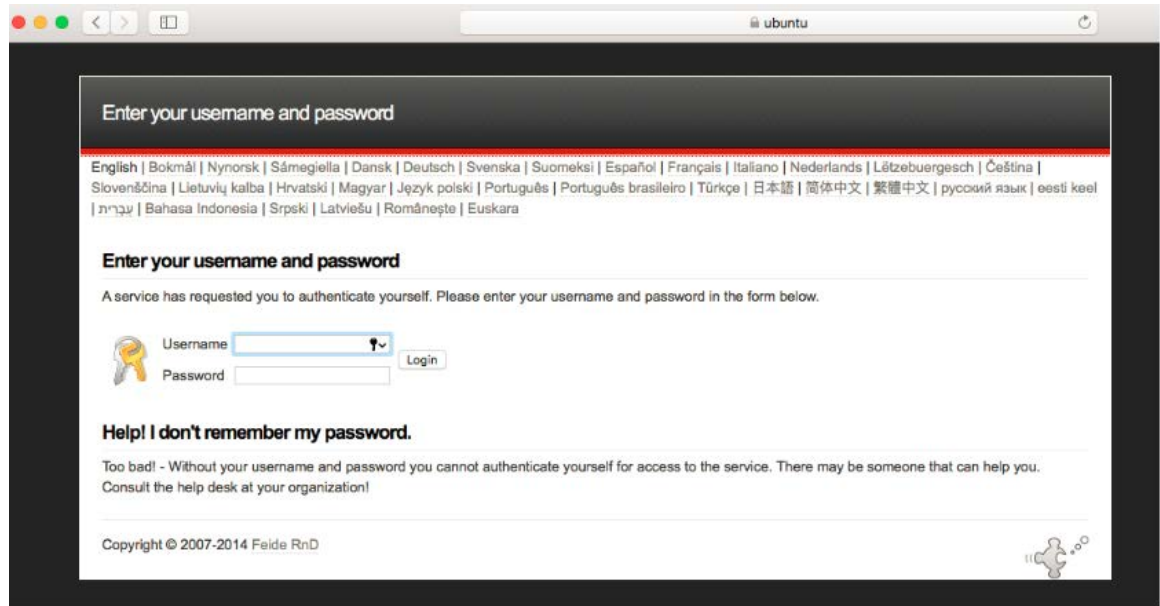 ubuntu
Enter your username and password
English | Bokmål | Nynorsk | Sámegiella | Dansk | Deutsch | Svenska | Suomeksi | Español | Français | Italiano | Nederlands | Lëtzebuergesch | Čeština |
Slovenščina | Lietuvių kalba | Hrvatski | Magyar | Język polski | Português | Português brasileiro | Türkçe | 日本語 | 简体中文 | 繁體中文 | русский язык | eesti keel
| עִבְרִית | Bahasa Indonesia | Srpski | Latviešu | Românește | Euskara
Enter your username and password
A service has requested you to authenticate yourself. Please enter your username and password in the form below.
Username
Login
Password
Help! I don't remember my password.
Too bad! - Without your username and password you cannot authenticate yourself for access to the service. There may be someone that can help you.
Consult the help desk at your organization!
Copyright © 2007-2014 Feide RnD